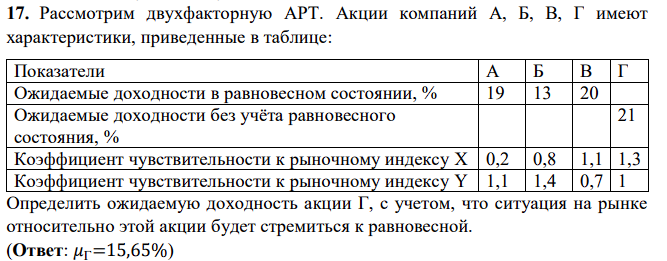 17. Рассмотрим двухфакторную АРТ. Акции компаний А, Б, В, Г имеют
характеристики, приведенные в таблице:
Показатели А Б В Г
Ожидаемые доходности в равновесном состоянии, % 19 13 20
Ожидаемые доходности без учёта равновесного 21
состояния, %
Коэффициент чувствительности к рыночному индексу X 0,2 0,8 1,1 1,3
Коэффициент чувствительности к рыночному индексу Y 1,1 1,4 0,7 1
Определить ожидаемую доходность акции Г, с учетом, что ситуация на рынке
относительно этой акции будет стремиться к равновесной.
(Ответ: μГ=15,65%)